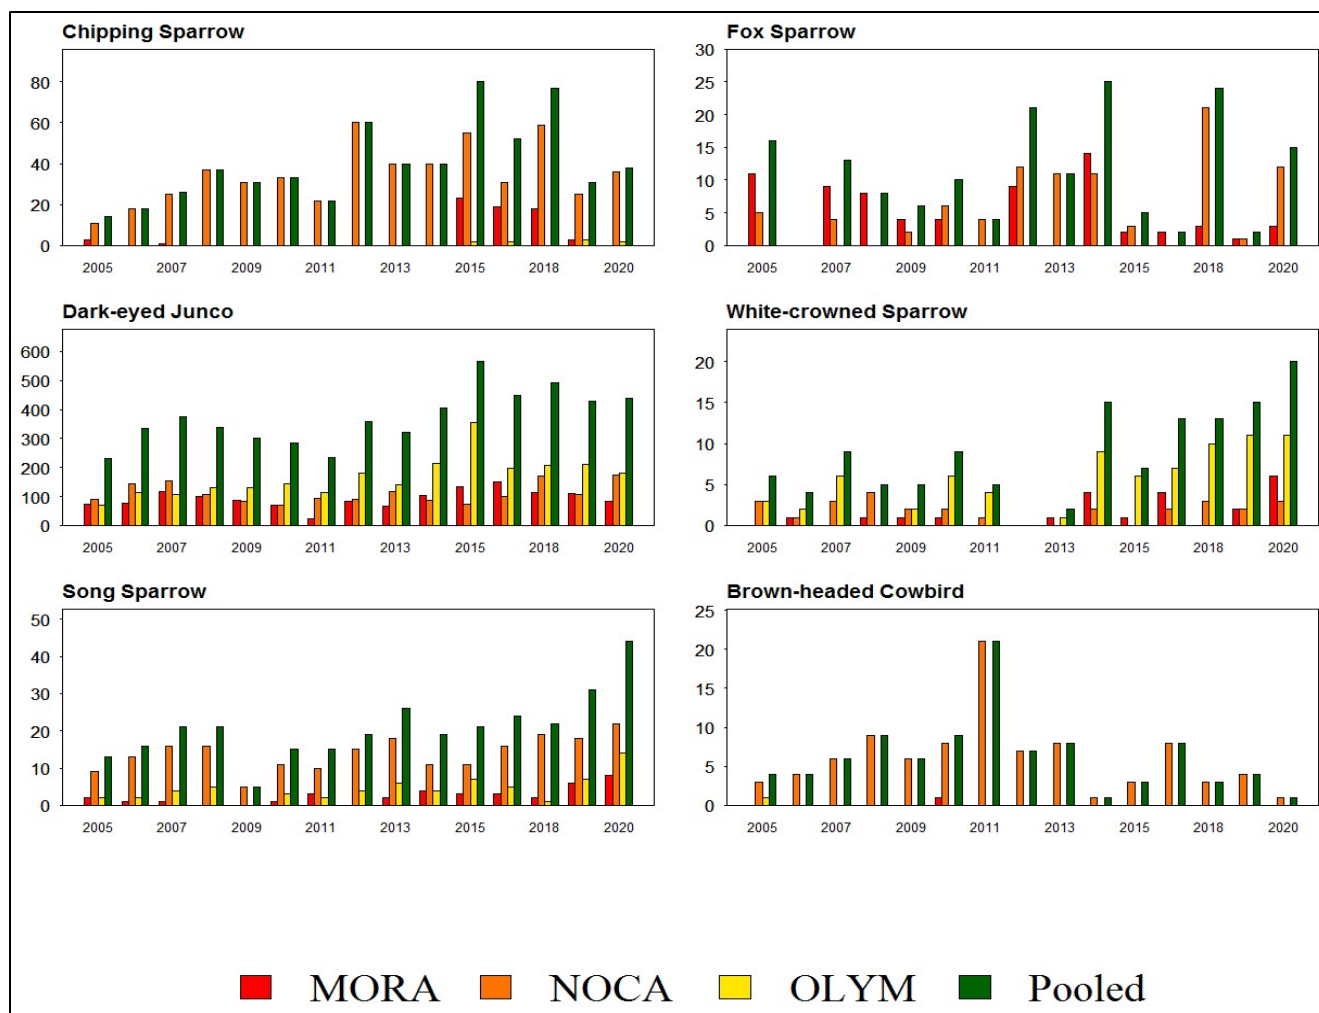 Chipping Sparrow
80
60
40
20
0
2005 2007 2009 2011 2013 2015 2018 2020
Fox Sparrow
30
25
20
15
10
5
0
2005 2007 2009 2011 2013 2015 2018 2020
Dark-eyed Junco
600
500
400
300
200
100
0
2005 2007 2009 2011 2013 2015 2018 2020
White-crowned Sparrow
20
15
10
5
0
2005 2007 2009 2011 2013 2015 2018 2020
Song Sparrow
50
40
30
20
10
0
2005 2007 2009 2011 2013 2015 2018 2020
Brown-headed Cowbird
25
20
15
10
5
0
2005 2007 2009 2011 2013 2015 2018 2020
MORA NOCA OLYM Pooled